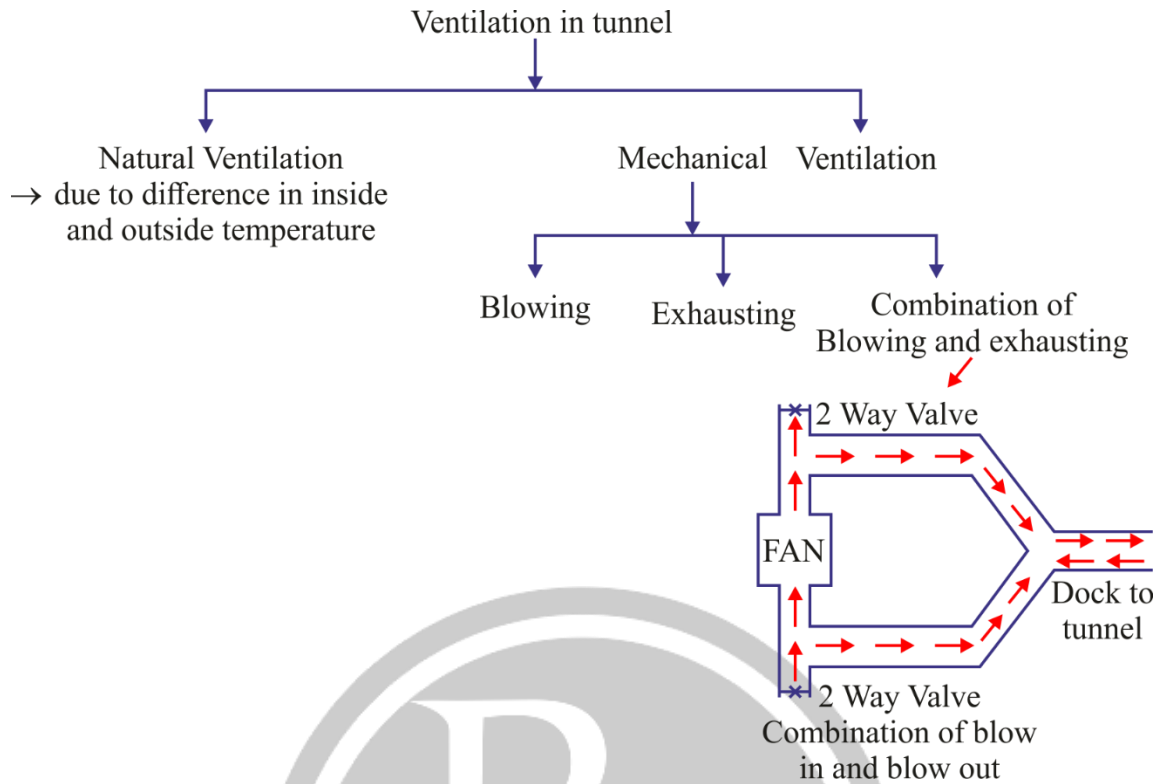 Ventilation in tunnel
Natural Ventilation
→ due to difference in inside
and outside temperature
Mechanical Ventilation
Blowing
Exhausting
Combination of
Blowing and exhausting
2 Way Valve
FAN
Dock to
tunnel
2 Way Valve
Combination of blow
in and blow out